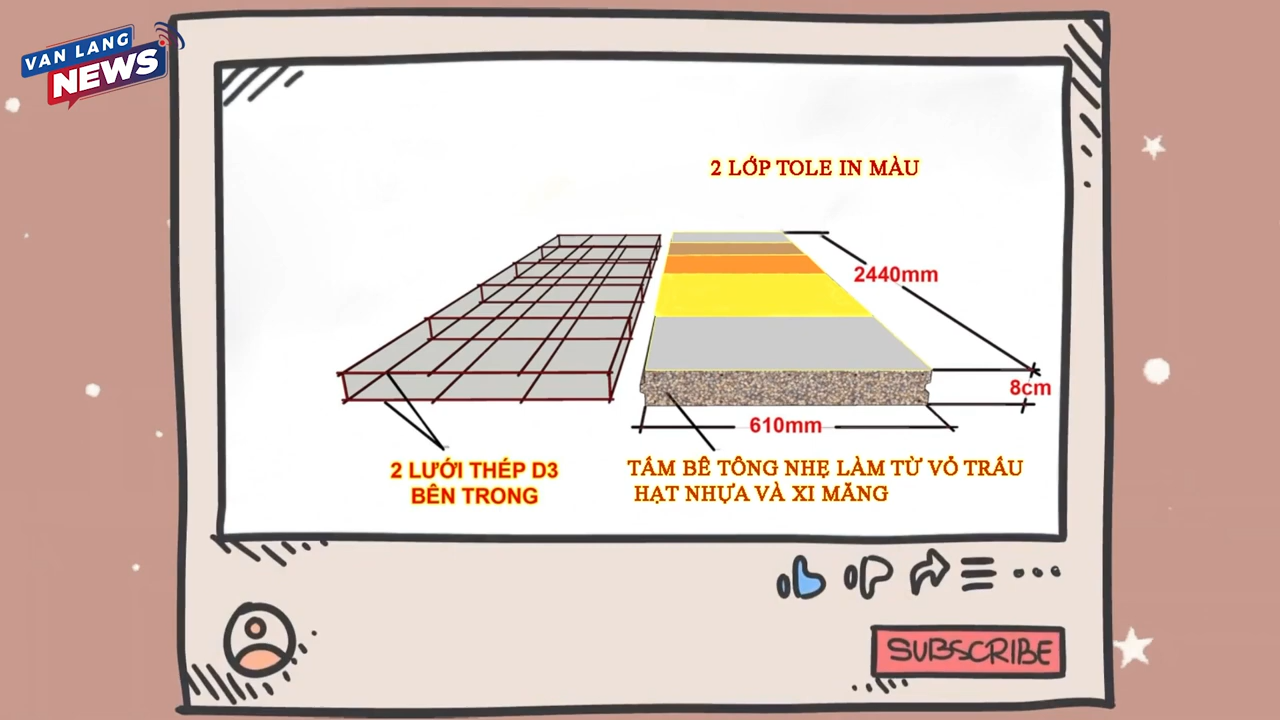 VAN LANG
NEWS
2 LỚP TOLE IN MÀU
2440mm
8cm
610mm
2 LƯỚI THÉP D3
BÊN TRONG
TẤM BÊ TÔNG NHẸ LÀM TỪ VỎ TRẤU
HẠT NHỰA VÀ XI MĂNG
SUBSCRIBE